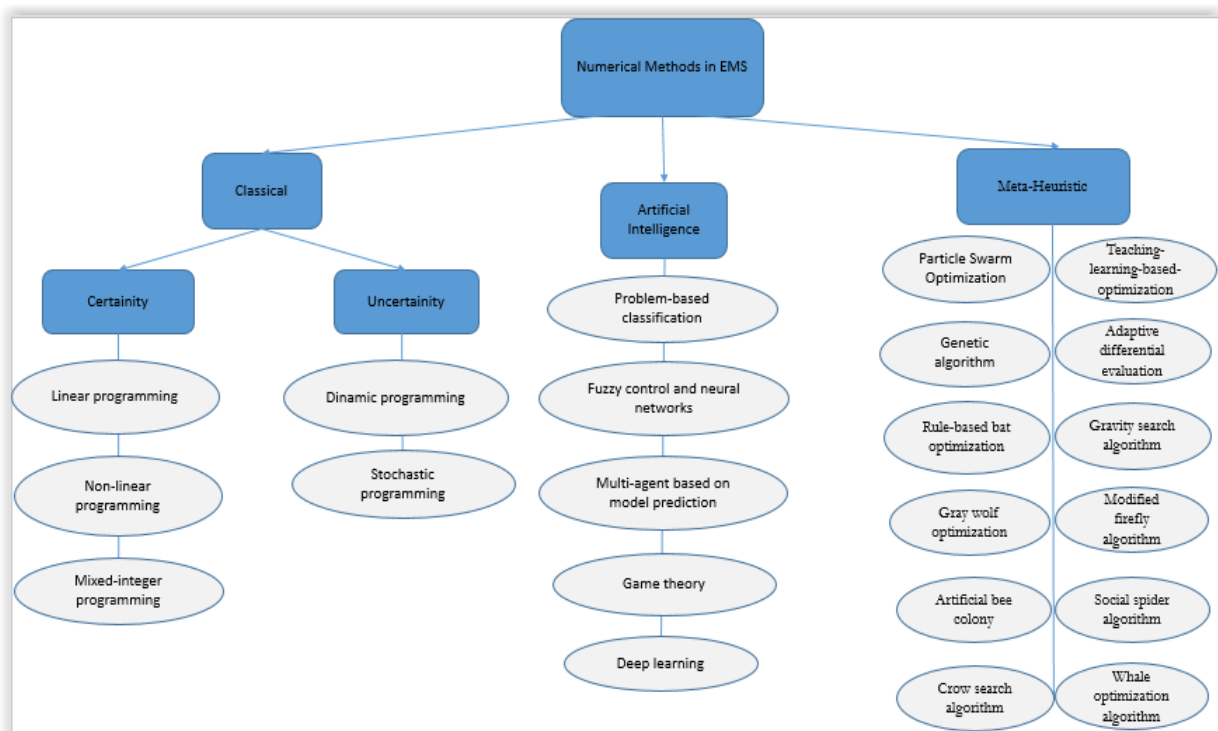 Numerical Methods in EMS
Classical
Artificial
Intelligence
Meta-Heuristic
Certainity
Uncertainity
Linear programming
Non-linear
programming
Mixed-integer
programming
Dinamic programming
Stochastic
programming
Problem-based
classification
Fuzzy control and neural
networks
Multi-agent based on
model prediction
Game theory
Deep learning
Particle Swarm
Optimization
Genetic
algorithm
Rule-based bat
optimization
Gray wolf
optimization
Artificial bee
colony
Crow search
algorithm
Teaching-
learning-based-
optimization
Adaptive
differential
evaluation
Gravity search
algorithm
Modified
firefly
algorithm
Social spider
algorithm
Whale
optimization
algorithm